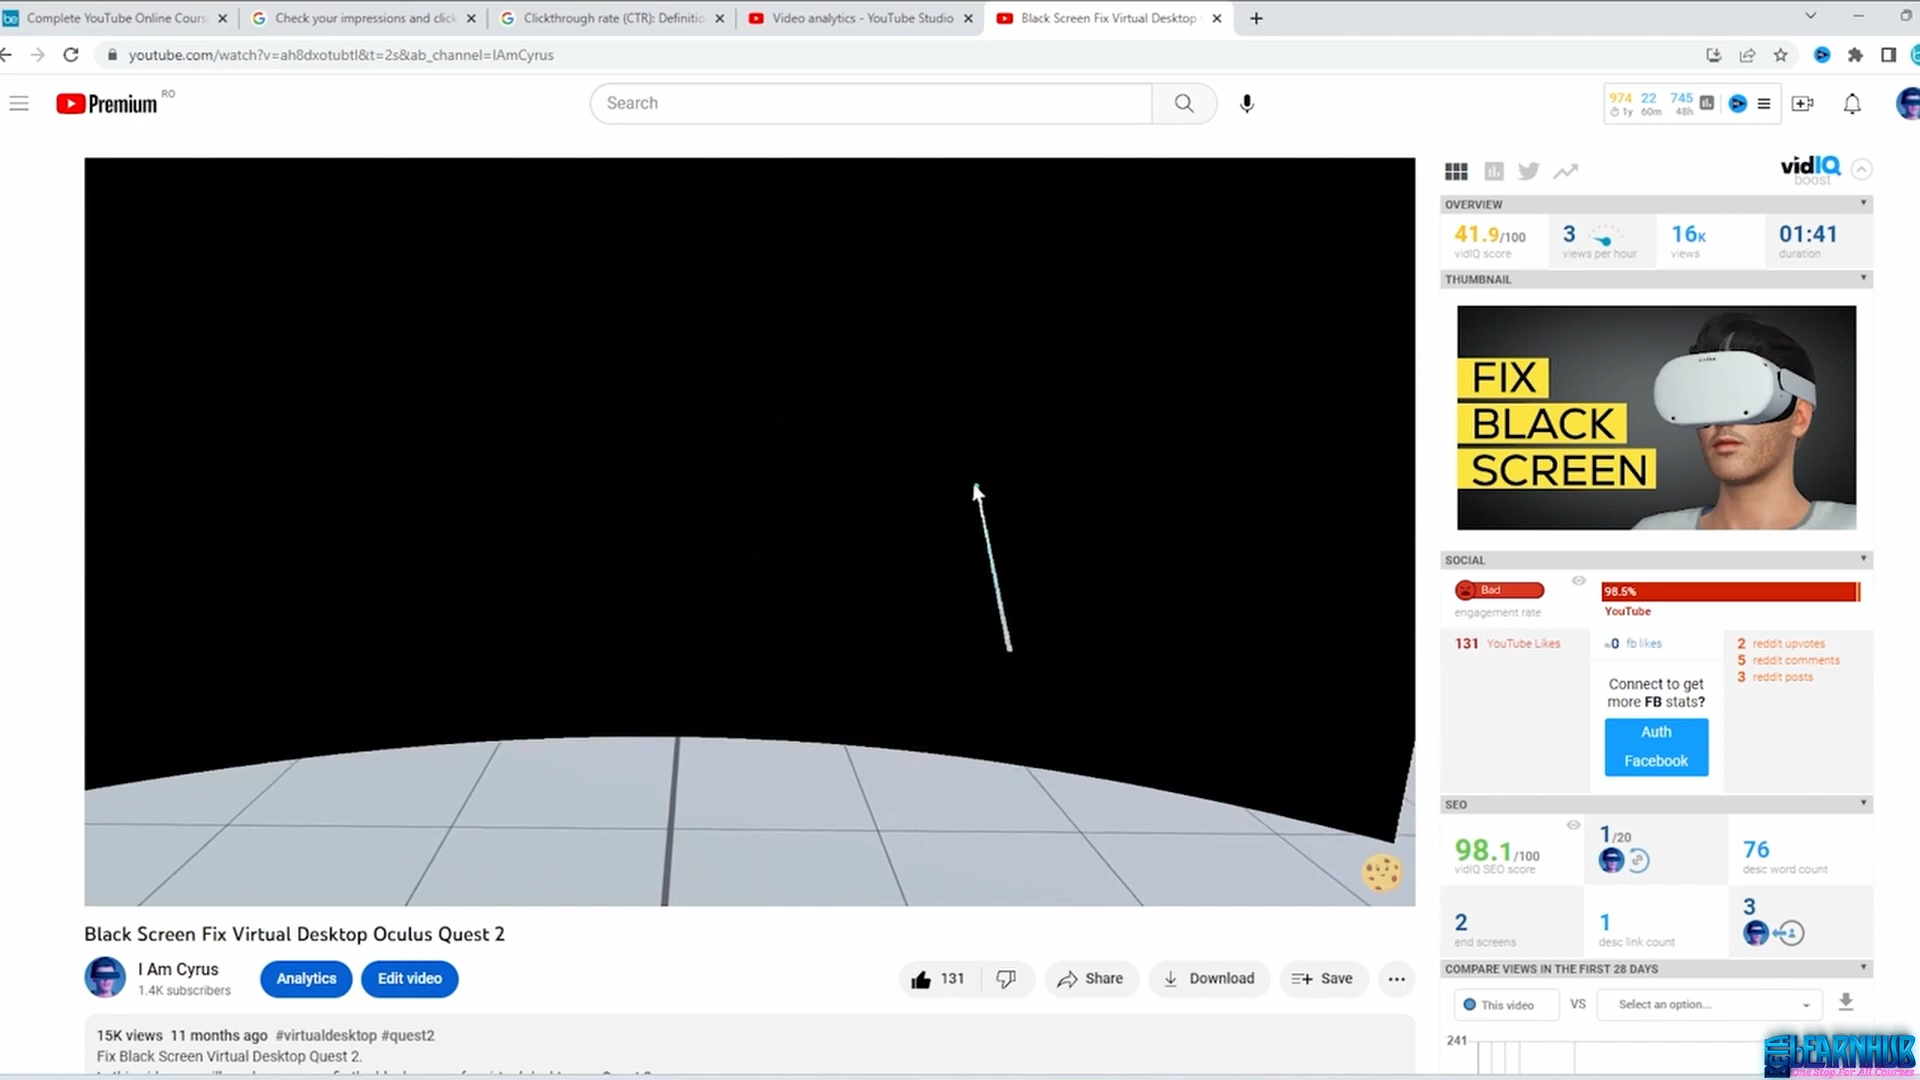 Complete YouTube Online Cours
Check your impressions and click
Clickthrough rate (CTR): Definitio
Video analytics - YouTube Studio
Black Screen Fix Virtual Desktop
youtube.com/watch?v=ah8dxotubtI&t=2s&ab_channel=IAmCyrus
Premium RO
Search
974 22 745
1y 60m 48h
vidIQ
boost
OVERVIEW
41.9/100 3 16K 01:41
vidIQ score views per hour views duration
THUMBNAIL
FIX
BLACK
SCREEN
SOCIAL
Bad 98.5%
engagement rate YouTube
131 YouTube Likes ≈0 fb likes 2 reddit upvotes
5 reddit comments
3 reddit posts
Connect to get
more FB stats?
Auth
Facebook
SEO
98.1/100 1/20 76
vidIQ SEO score desc word count
2 1 3
end screens desc link count
COMPARE VIEWS IN THE FIRST 28 DAYS
This video VS Select an option...
241
Black Screen Fix Virtual Desktop Oculus Quest 2
I Am Cyrus
1.4K subscribers
Analytics Edit video
131 Share Download Save
15K views 11 months ago #virtualdesktop #quest2
Fix Black Screen Virtual Desktop Quest 2.
LEARNHUB
One Stop For All Courses